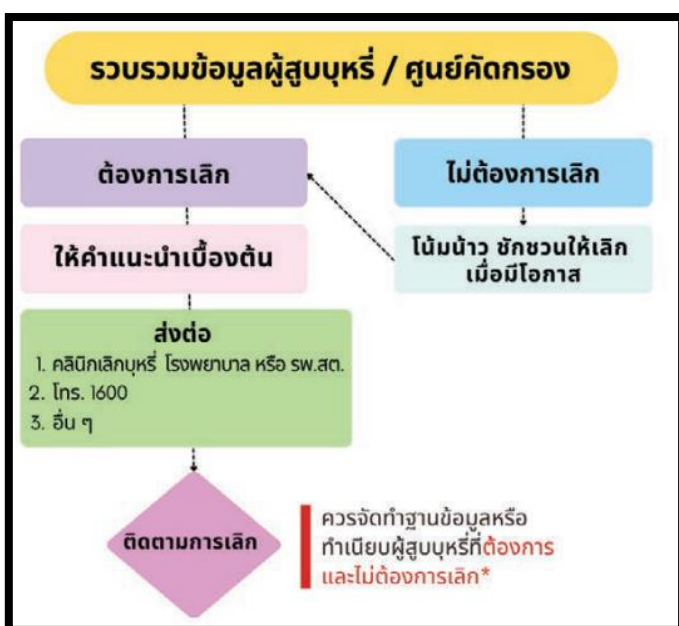 รวบรวมข้อมูลผู้สูบบุหรี่ / ศูนย์คัดกรอง
ต้องการเลิก
ไม่ต้องการเลิก
ให้คำแนะนำเบื้องต้น
โน้มน้าว ชักชวนให้เลิก
เมื่อมีโอกาส
ส่งต่อ
1. คลินิกเลิกบุหรี่ โรงพยาบาล หรือ รพ.สต.
2. โทร. 1600
3. อื่น ๆ
ติดตามการเลิก
ควรจัดทำฐานข้อมูลหรือ
ทำเนียบผู้สูบบุหรี่ที่ต้องการ
และไม่ต้องการเลิก*